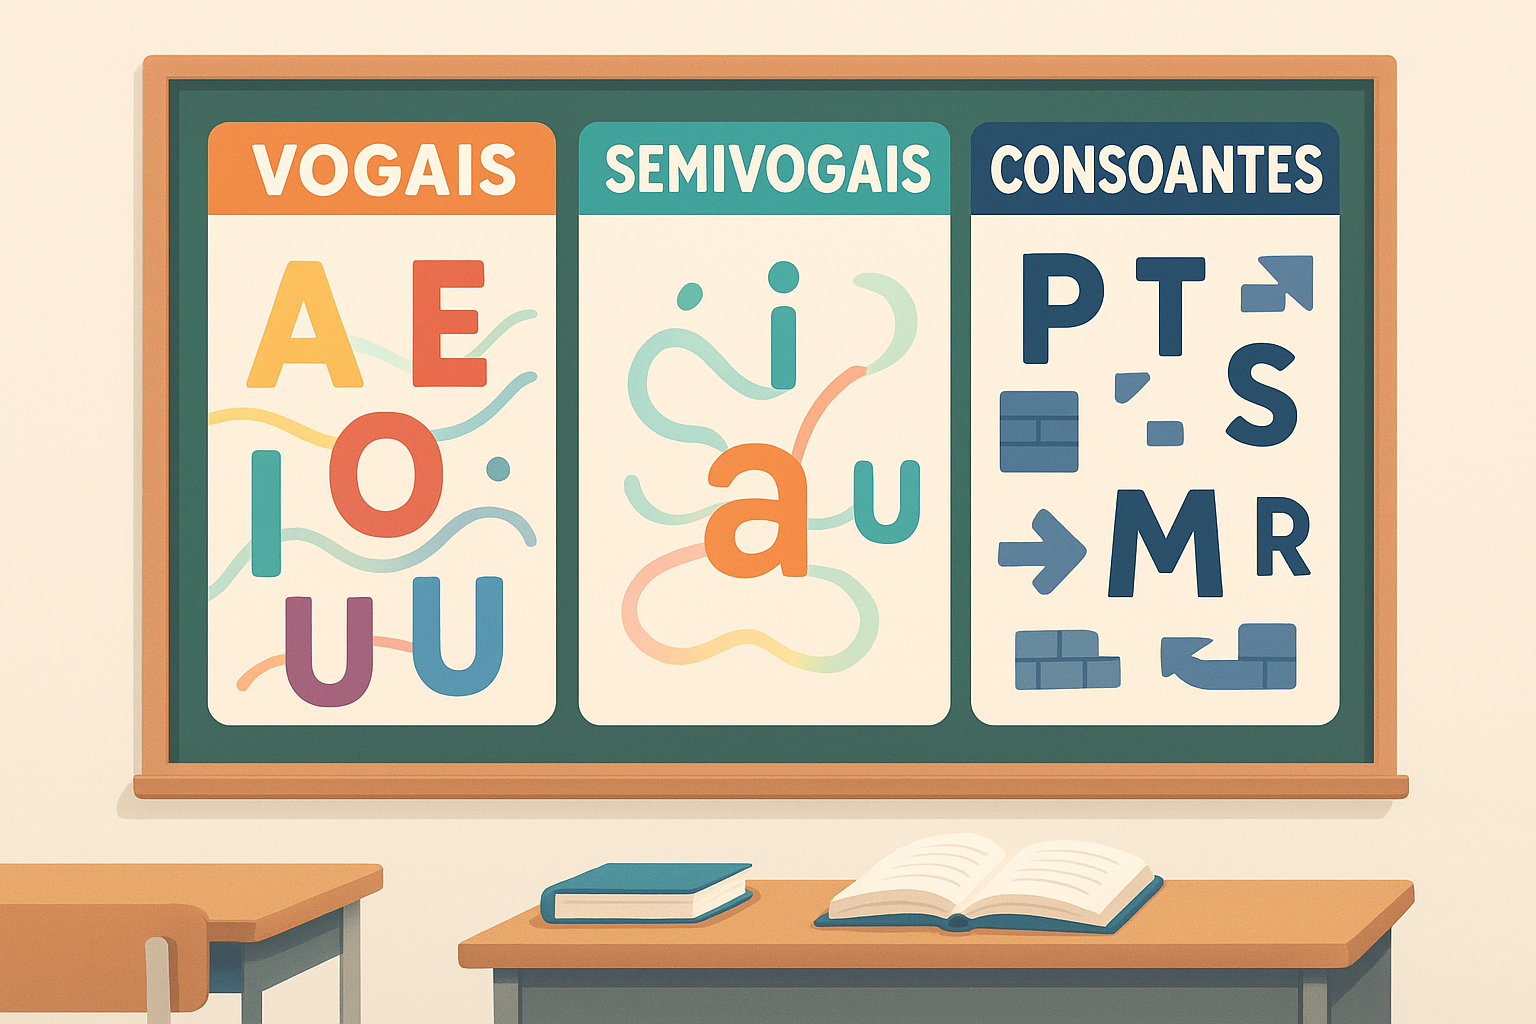 VOGAIS
A E
I O
U U
SEMIVOGAIS
i
a u
CONSOANTES
P T
S
M R